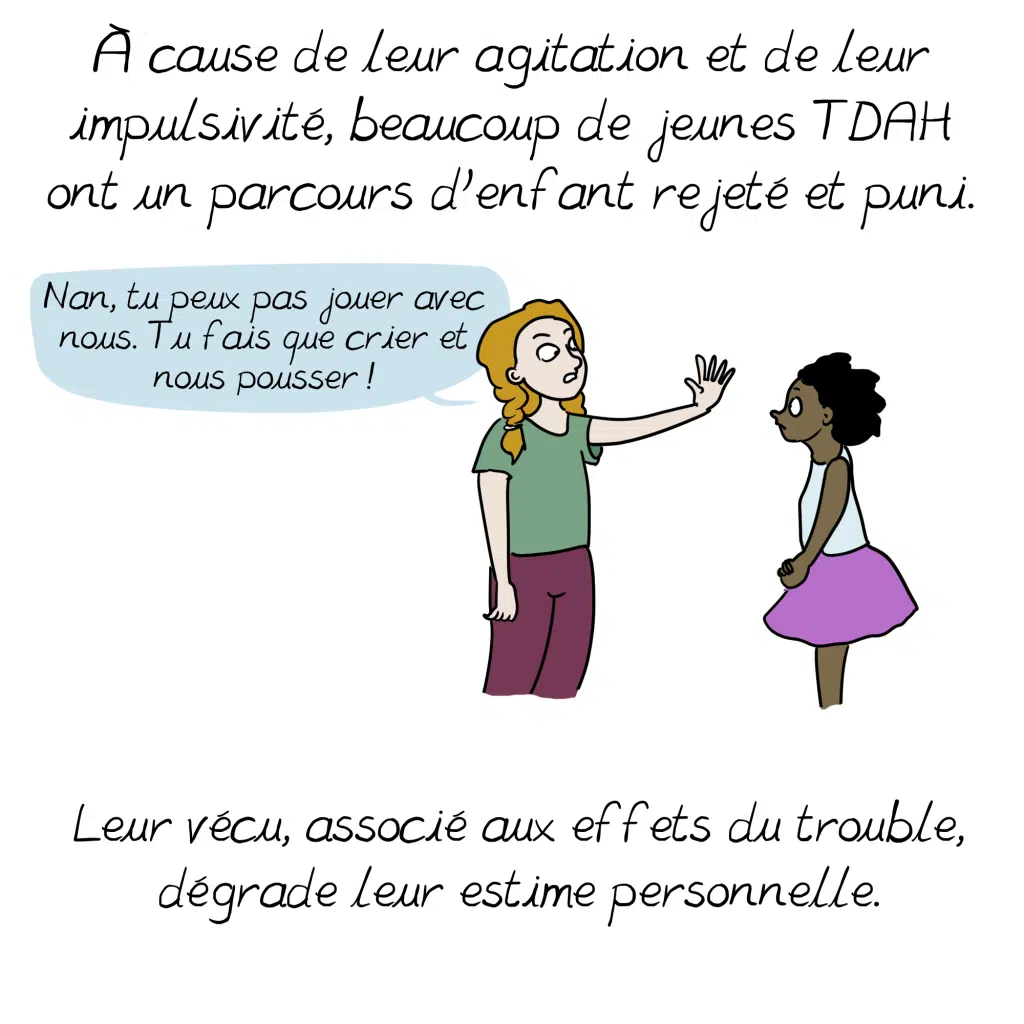 À cause de leur agitation et de leur
impulsivité, beaucoup de jeunes TDAH
ont un parcours d'enfant rejeté et puni.
Nan, tu peux pas jouer avec
nous. Tu fais que crier et
nous pousser !
Leur vécu, associé aux effets du trouble,
dégrade leur estime personnelle.